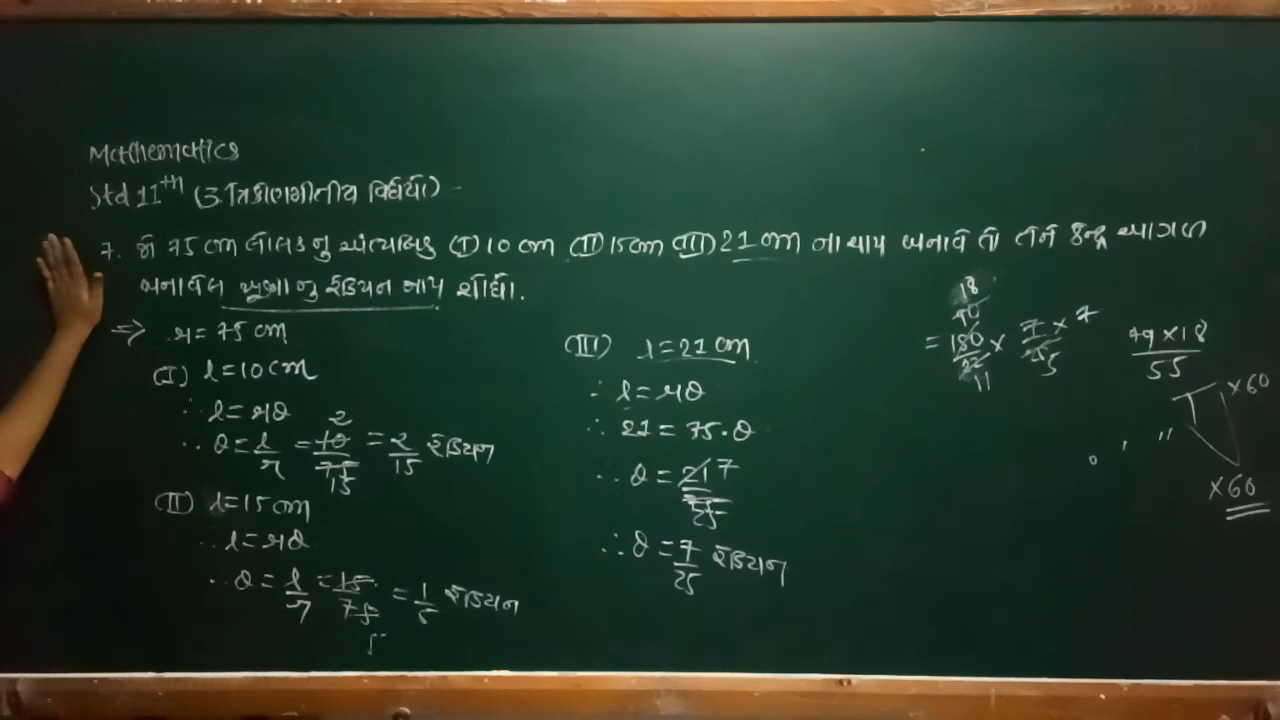 Mathematics
Std 11th (3. ત્રિકોણમીતીય વિધેયો)
7. જો 75 cm લોલકનું અંત્યબિંદુ (I) 10 cm (II) 15cm (III) 21 cm ના ચાપ બનાવે તો તેને કેન્દ્ર આગળ
બનાવેલ ખૂણાનું રેડિયન માપ શોધો.
⇒ r = 75 cm
(I) l = 10 cm
∴ l = rθ
∴ θ = l/r = 10/75 = 2/15 રેડિયન
(II) l = 15 cm
∴ l = rθ
∴ θ = l/r = 15/75 = 1/5 રેડિયન
(III) l = 21 cm
∴ l = rθ
∴ 21 = 75·θ
∴ θ = 21/75
∴ θ = 7/25 રેડિયન
= 180/22 × 7/25 × 7
49×18/55
° ' "
×60
×60